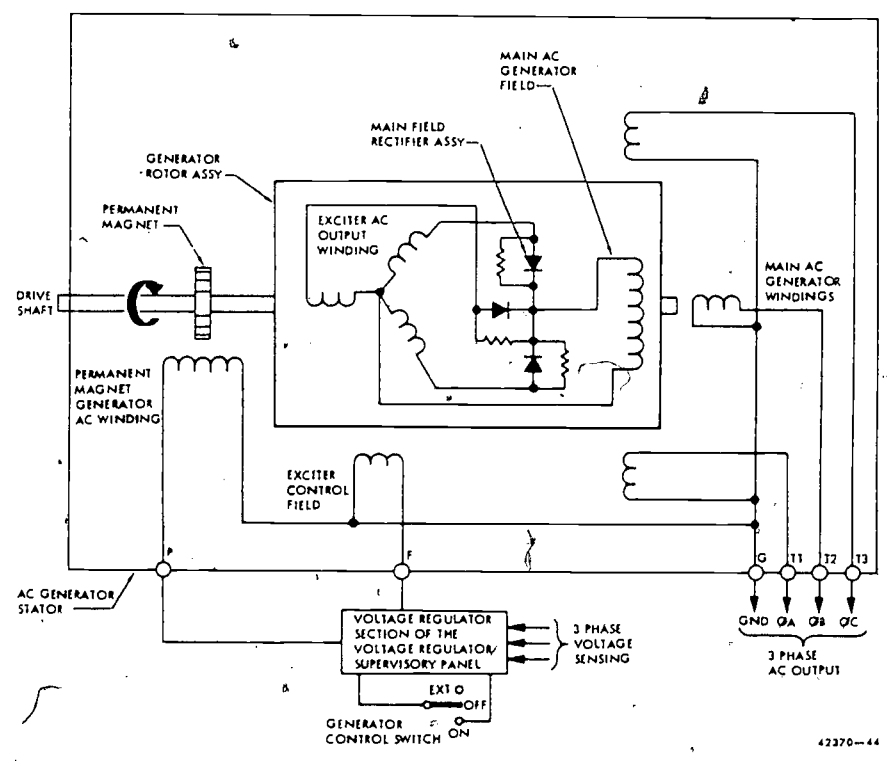 MAIN AC
GENERATOR
FIELD
MAIN FIELD
RECTIFIER ASSY
GENERATOR
ROTOR ASSY
PERMANENT
MAGNET
EXCITER AC
OUTPUT
WINDING
MAIN AC
GENERATOR
WINDINGS
DRIVE
SHAFT
PERMANENT
MAGNET
GENERATOR
AC WINDING
EXCITER
CONTROL
FIELD
P
F
G
T1
T2
T3
AC GENERATOR
STATOR
GND
ØA
ØB
ØC
3 PHASE
AC OUTPUT
VOLTAGE REGULATOR
SECTION OF THE
VOLTAGE REGULATOR/
SUPERVISORY PANEL
3 PHASE
VOLTAGE
SENSING
EXT
OFF
ON
GENERATOR
CONTROL SWITCH
42370-44